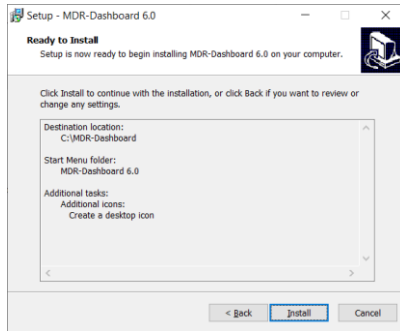 Setup - MDR-Dashboard 6.0
Ready to Install
Setup is now ready to begin installing MDR-Dashboard 6.0 on your computer.
Click Install to continue with the installation, or click Back if you want to review or
change any settings.
Destination location:
C:\MDR-Dashboard
Start Menu folder:
MDR-Dashboard 6.0
Additional tasks:
Additional icons:
Create a desktop icon
< Back
Install
Cancel